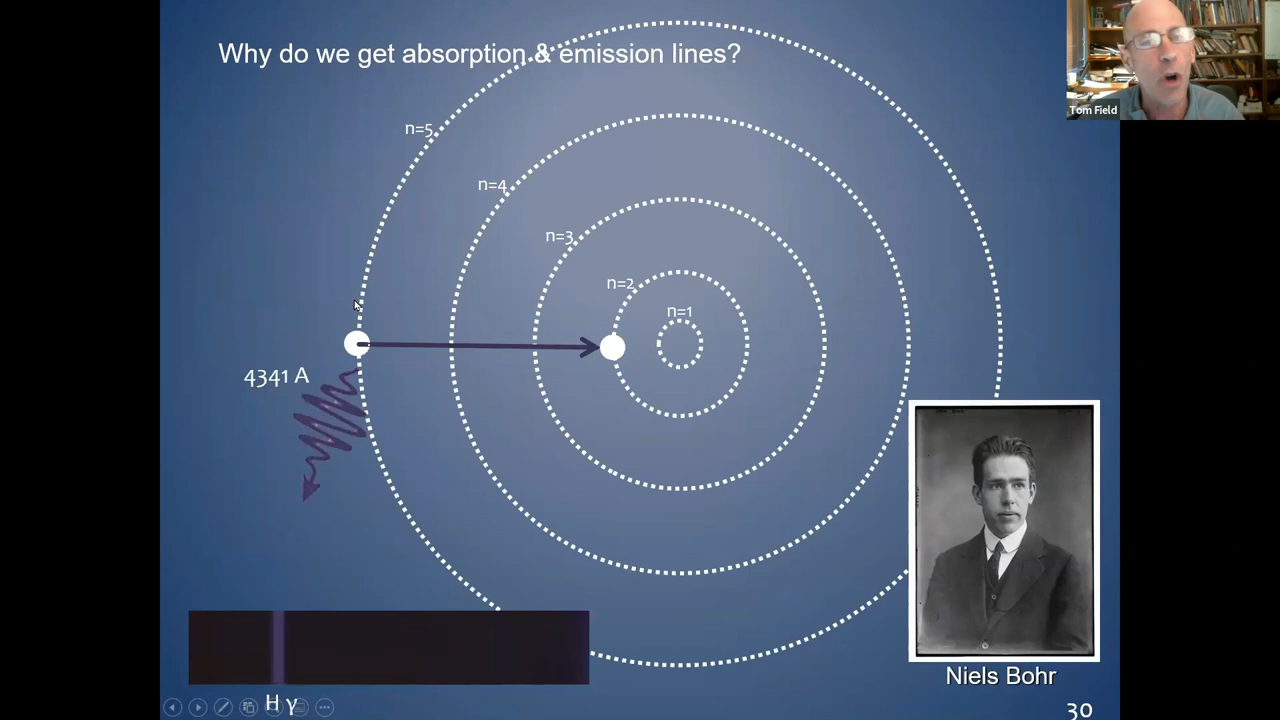 Why do we get absorption & emission lines?
Tom Field
n=5
n=4
n=3
n=2
n=1
4341 A
Niels Bohr
H γ
30